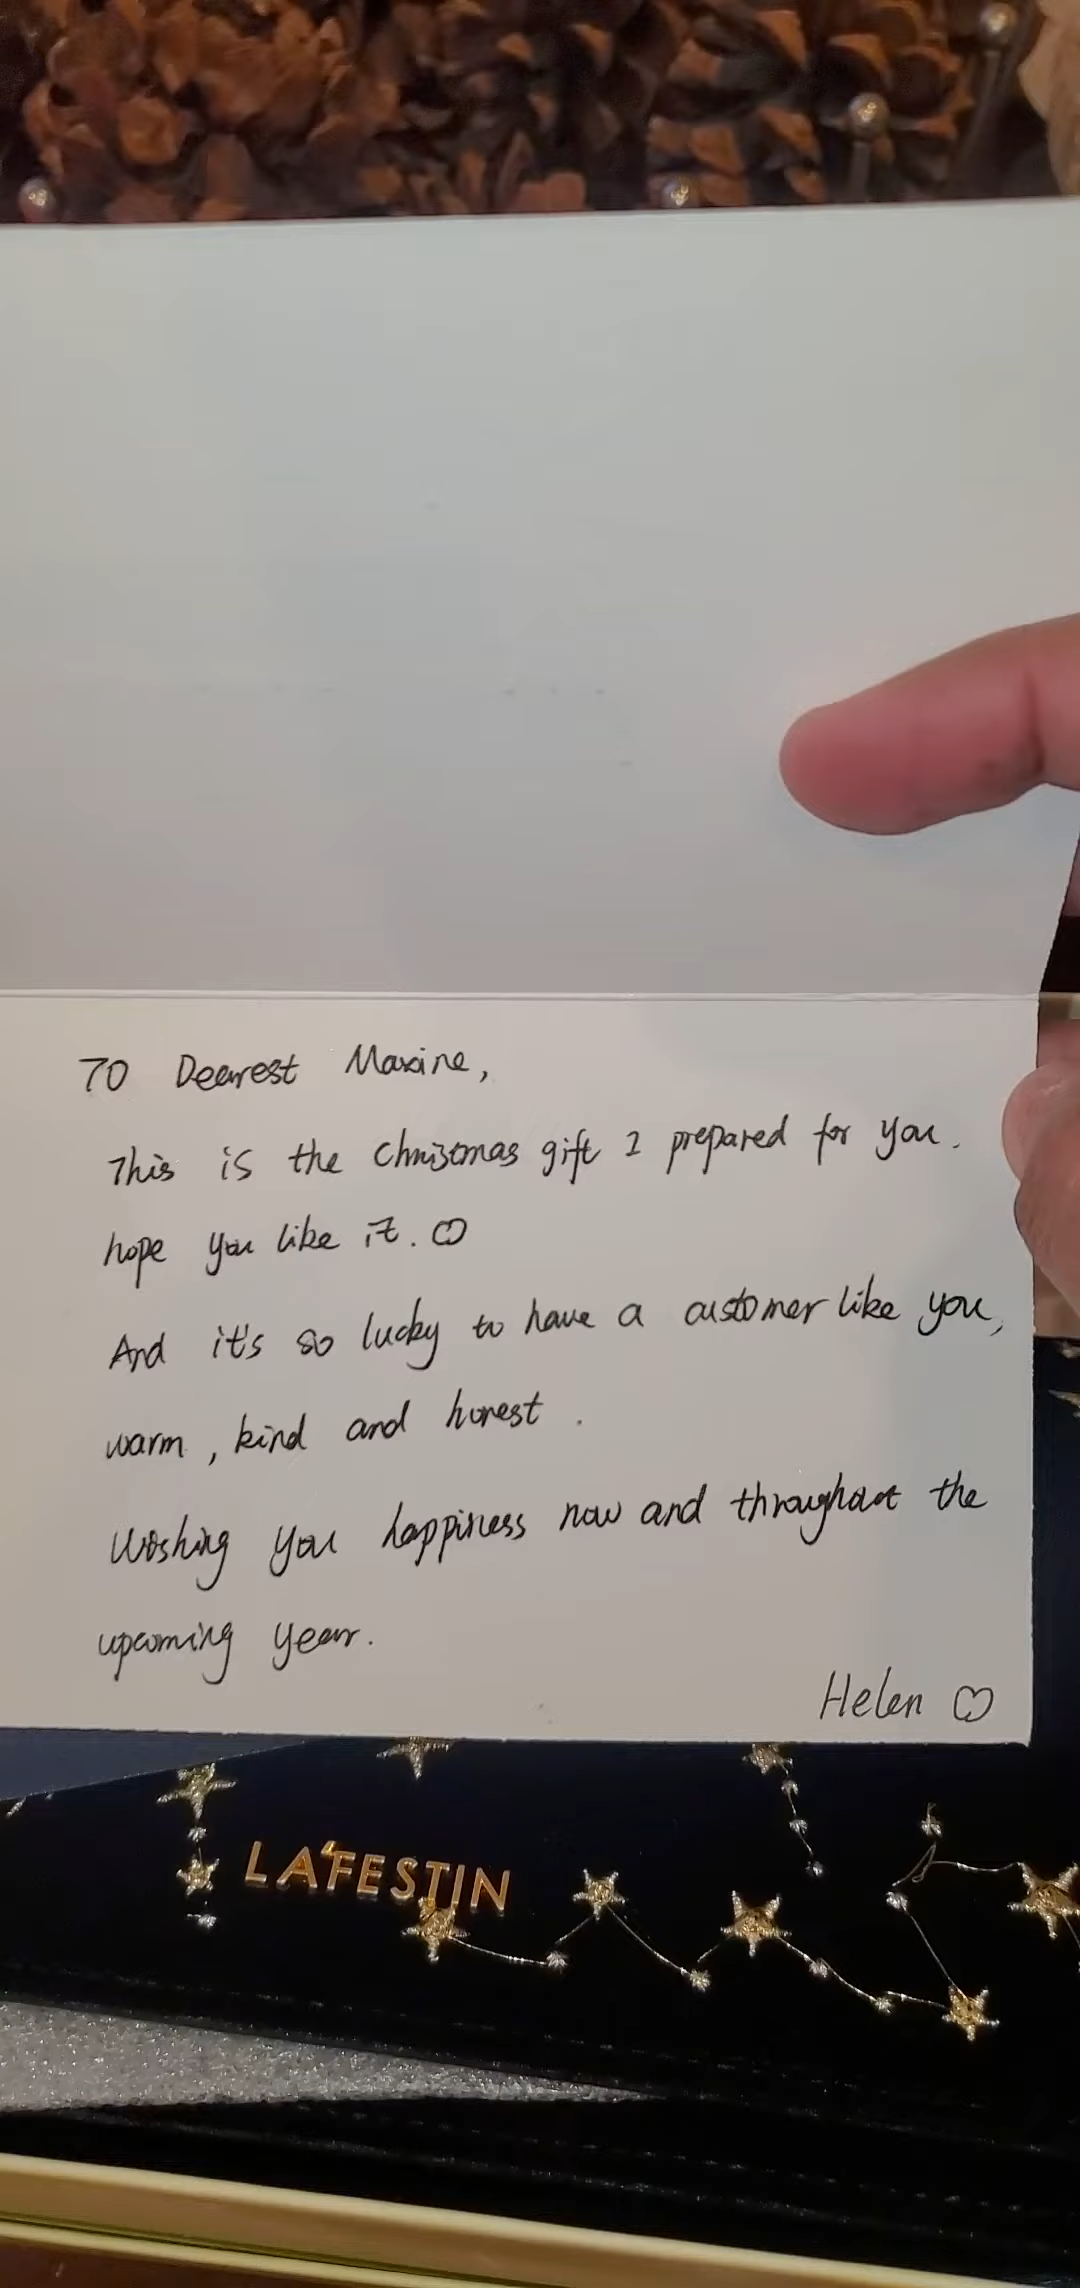 TO Dearest Maxine,
This is the Christmas gift I prepared for you.
hope you like it. ♡
And it's so lucky to have a customer like you,
warm, kind and honest.
Wishing you happiness now and throughout the
upcoming year.
Helen ♡
LA'FESTIN